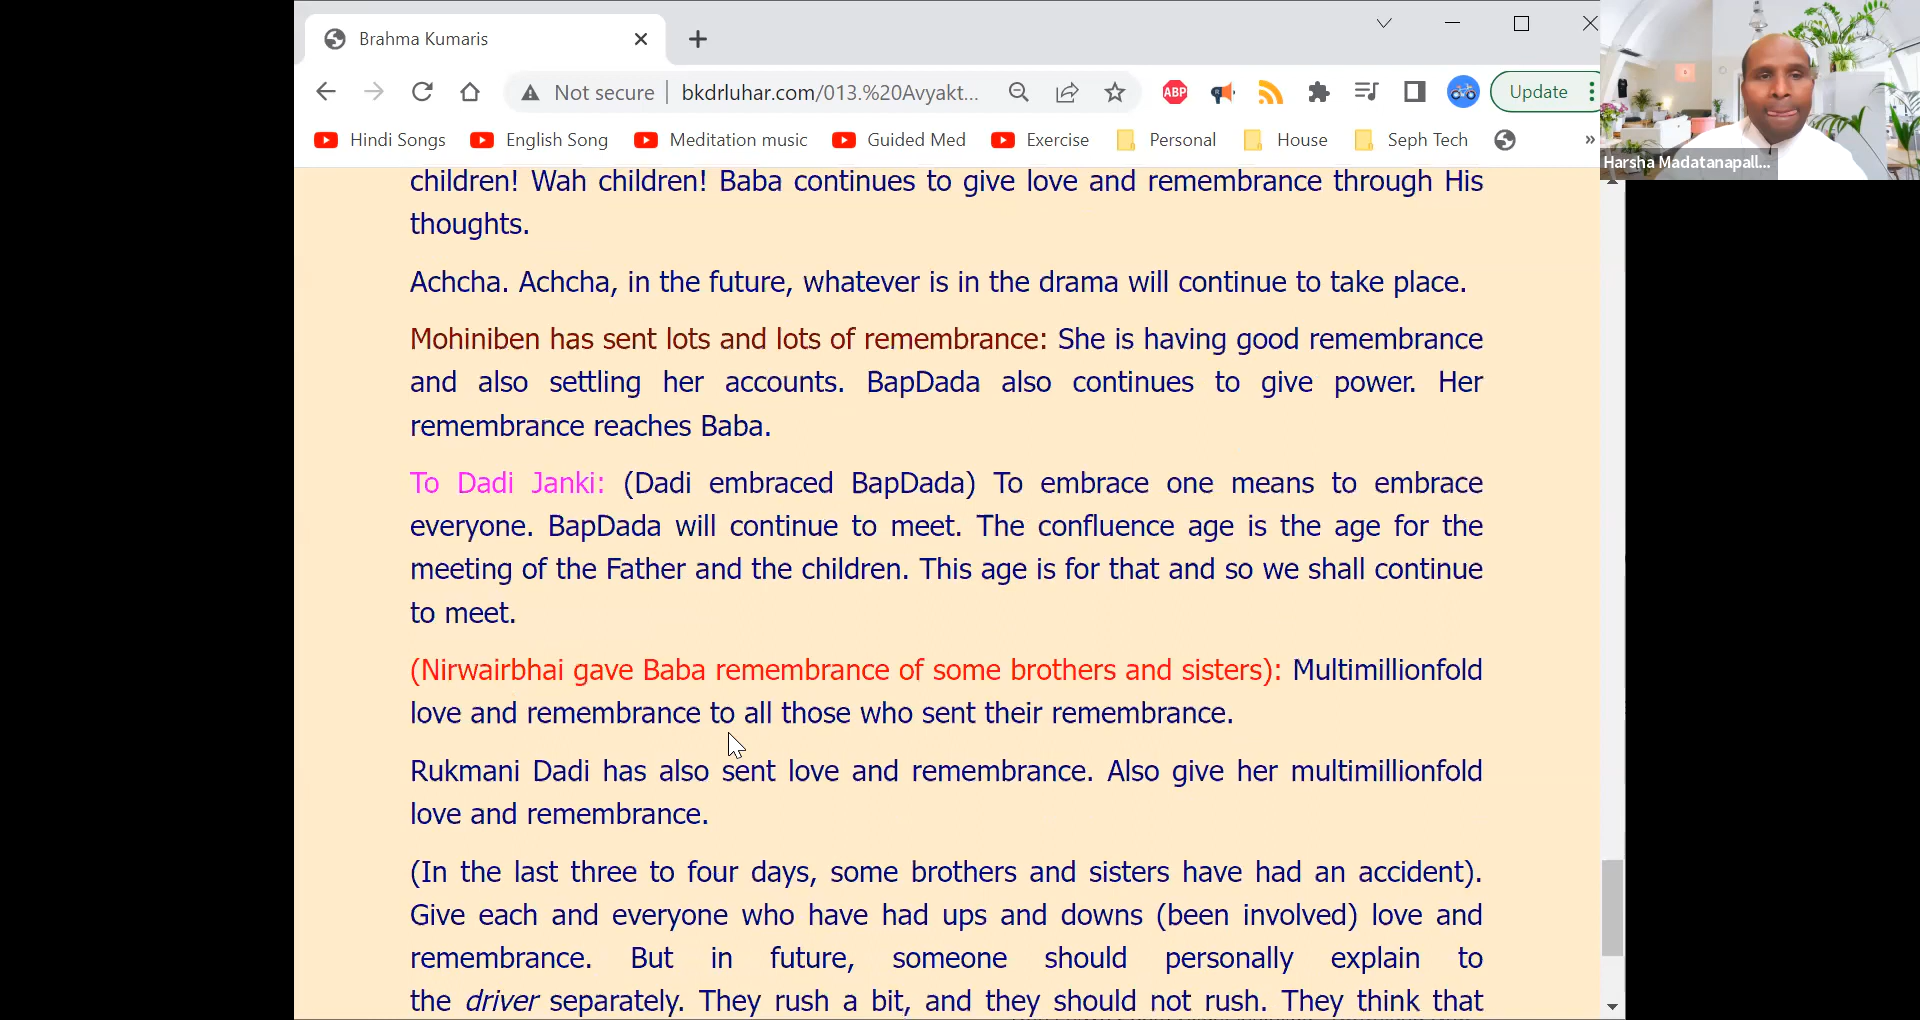 Brahma Kumaris
Not secure
bkdrluhar.com/013.%20Avyakt...
ABP
Update
Hindi Songs
English Song
Meditation music
Guided Med
Exercise
Personal
House
Seph Tech
»
Harsha Madatanapall...
children! Wah children! Baba continues to give love and remembrance through His
thoughts.
Achcha. Achcha, in the future, whatever is in the drama will continue to take place.
Mohiniben has sent lots and lots of remembrance: She is having good remembrance
and also settling her accounts. BapDada also continues to give power. Her
remembrance reaches Baba.
To Dadi Janki: (Dadi embraced BapDada) To embrace one means to embrace
everyone. BapDada will continue to meet. The confluence age is the age for the
meeting of the Father and the children. This age is for that and so we shall continue
to meet.
(Nirwairbhai gave Baba remembrance of some brothers and sisters): Multimillionfold
love and remembrance to all those who sent their remembrance.
Rukmani Dadi has also sent love and remembrance. Also give her multimillionfold
love and remembrance.
(In the last three to four days, some brothers and sisters have had an accident).
Give each and everyone who have had ups and downs (been involved) love and
remembrance. But in future, someone should personally explain to
the driver separately. They rush a bit, and they should not rush. They think that